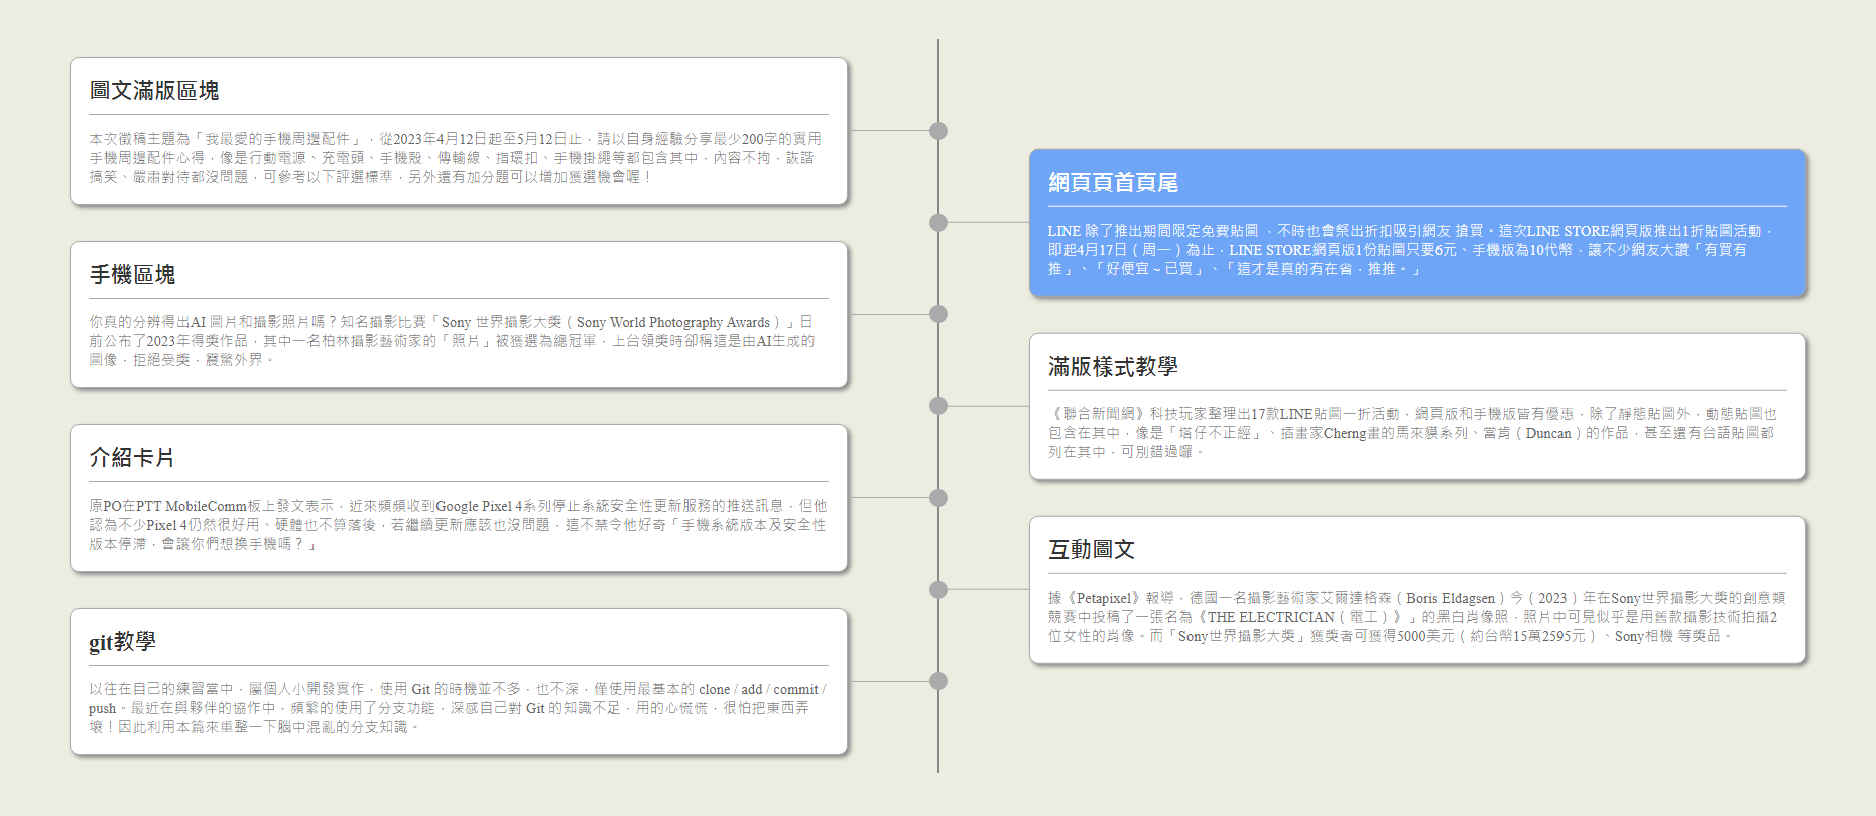 圖文滿版區塊
本次徵稿主題為「我最愛的手機周邊配件」，從2023年4月12日起至5月12日止，請以自身經驗分享最少200字的實用
手機周邊配件心得，像是行動電源、充電頭、手機殼、傳輸線、指環扣、手機掛繩等都包含其中，內容不拘，詼諧
搞笑、嚴肅對待都沒問題，可參考以下評選標準，另外還有加分題可以增加獲選機會喔！
網頁頁首頁尾
LINE 除了推出期間限定免費貼圖 ，不時也會祭出折扣吸引網友 搶買。這次LINE STORE網頁版推出1折貼圖活動，
即起4月17日（周一）為止，LINE STORE網頁版1份貼圖只要6元、手機版為10代幣，讓不少網友大讚「有買有
推」、「好便宜～已買」、「這才是真的有在省，推推。」
手機區塊
你真的分辨得出AI 圖片和攝影照片嗎？知名攝影比賽「Sony 世界攝影大獎（Sony World Photography Awards）」日
前公布了2023年得獎作品，其中一名柏林攝影藝術家的「照片」被獲選為總冠軍，上台領獎時卻稱這是由AI生成的
圖像，拒絕受獎，震驚外界。
滿版樣式教學
《聯合新聞網》科技玩家整理出17款LINE貼圖一折活動，網頁版和手機版皆有優惠，除了靜態貼圖外，動態貼圖也
包含在其中，像是「塔仔不正經」、插畫家Cherng畫的馬來貘系列、當肯（Duncan）的作品，甚至還有台語貼圖都
列在其中，可別錯過囉。
介紹卡片
原PO在PTT MobileComm板上發文表示，近來頻頻收到Google Pixel 4系列停止系統安全性更新服務的推送訊息，但他
認為不少Pixel 4仍然很好用、硬體也不算落後，若繼續更新應該也沒問題，這不禁令他好奇「手機系統版本及安全性
版本停滯，會讓你們想換手機嗎？」
互動圖文
據《Petapixel》報導，德國一名攝影藝術家艾爾達格森（Boris Eldagsen）今（2023）年在Sony世界攝影大獎的創意類
競賽中投稿了一張名為《THE ELECTRICIAN（電工）》」的黑白肖像照，照片中可見似乎是用舊款攝影技術拍攝2
位女性的肖像。而「Sony世界攝影大獎」獲獎者可獲得5000美元（約台幣15萬2595元）、Sony相機 等獎品。
git教學
以往在自己的練習當中，屬個人小開發實作，使用 Git 的時機並不多，也不深，僅使用最基本的 clone / add / commit /
push。最近在與夥伴的協作中，頻繁的使用了分支功能，深感自己對 Git 的知識不足，用的心慌慌，很怕把東西弄
壞！因此利用本篇來重整一下腦中混亂的分支知識。